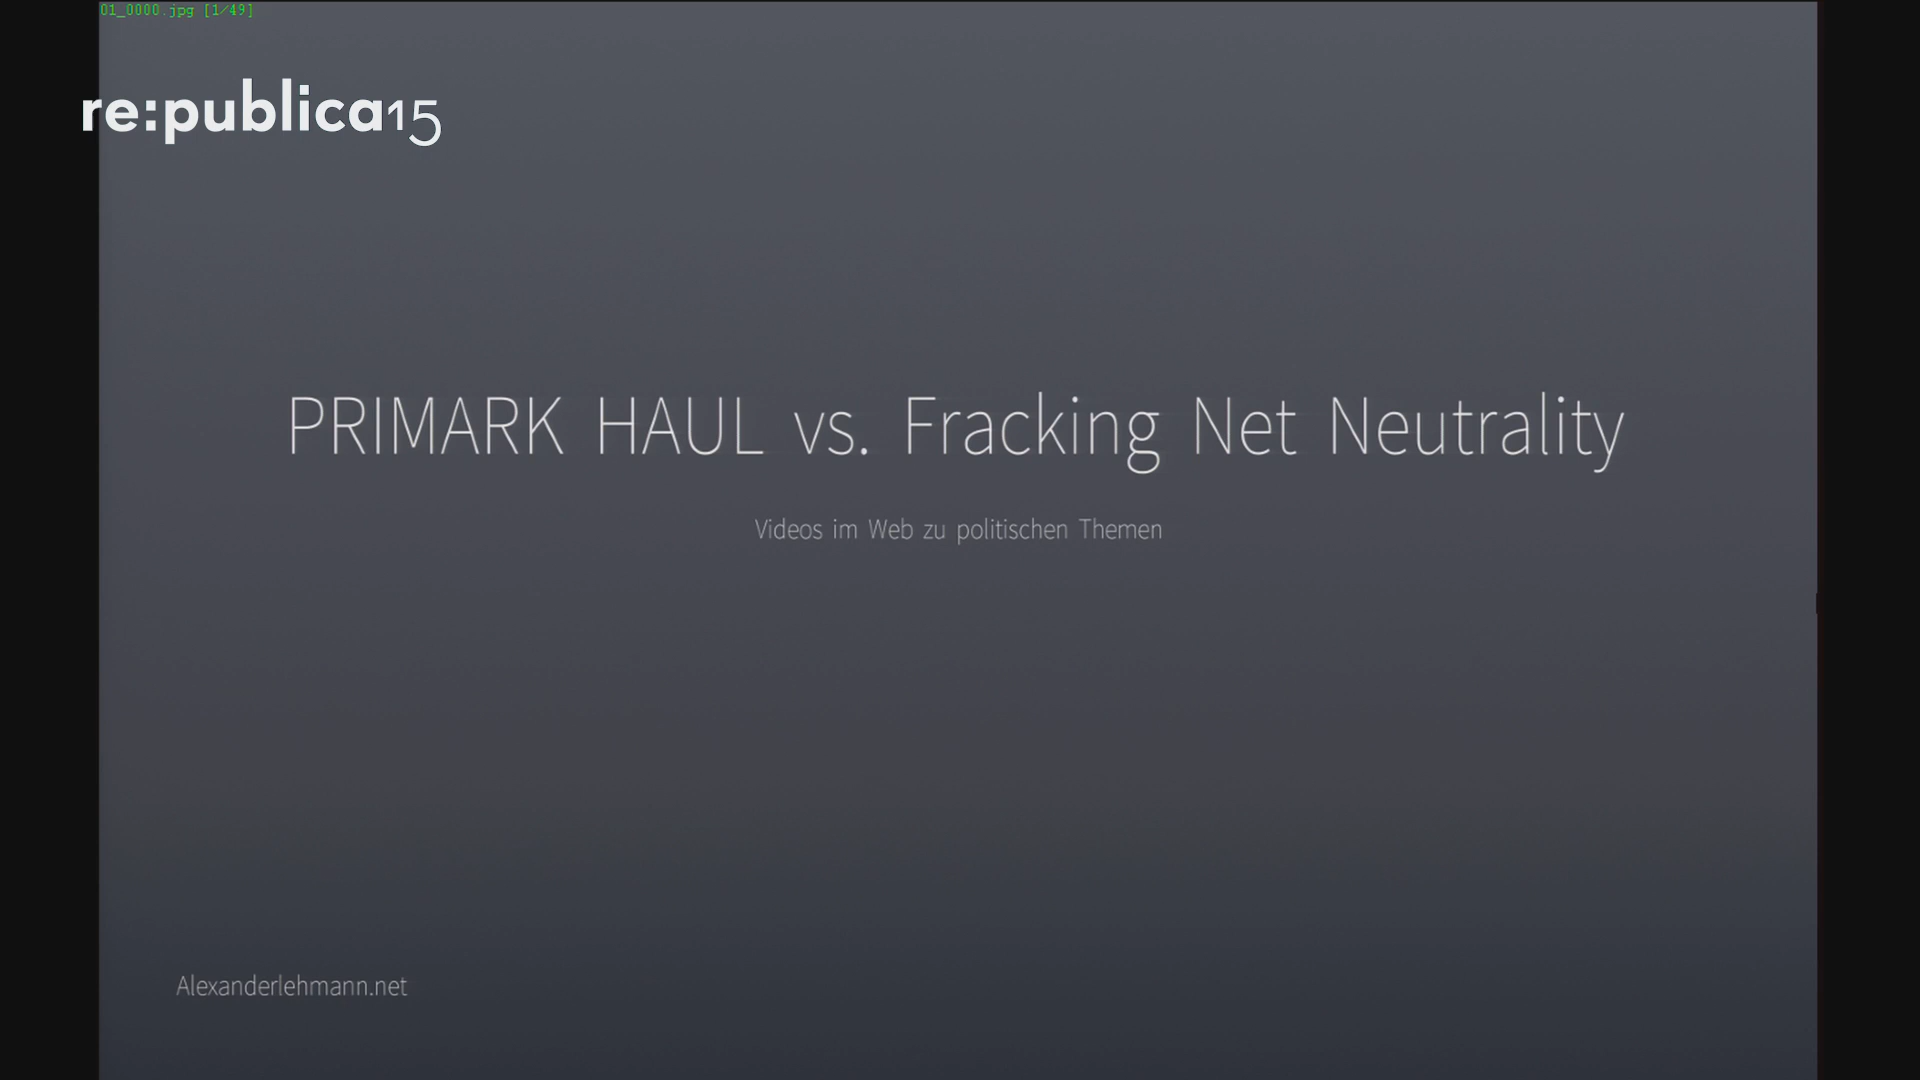 01_0000.jpg [1/49]
re:publica15
PRIMARK HAUL vs. Fracking Net Neutrality
Videos im Web zu politischen Themen
Alexanderlehmann.net